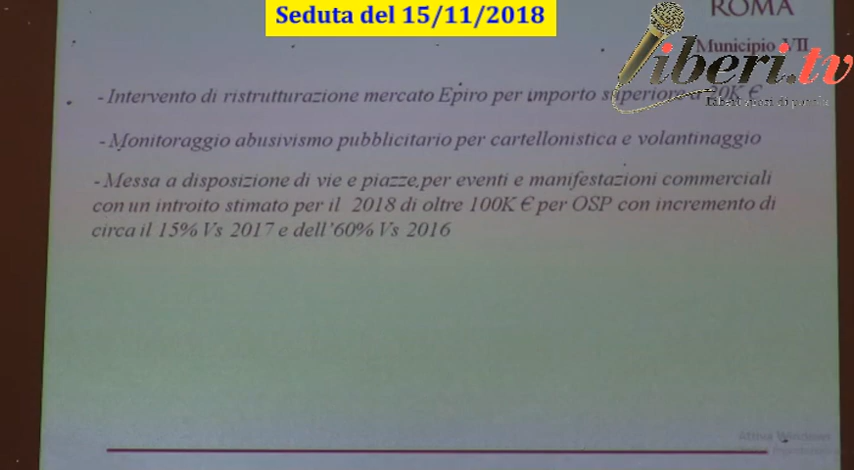 Seduta del 15/11/2018
ROMA
Municipio VII
liberi.tv
- Intervento di ristrutturazione mercato Epiro per importo superiore a 20K €
- Monitoraggio abusivismo pubblicitario per cartellonistica e volantinaggio
- Messa a disposizione di vie e piazze,per eventi e manifestazioni commerciali
con un introito stimato per il 2018 di oltre 100K € per OSP con incremento di
circa il 15% Vs 2017 e dell'60% Vs 2016
Attiva Windows